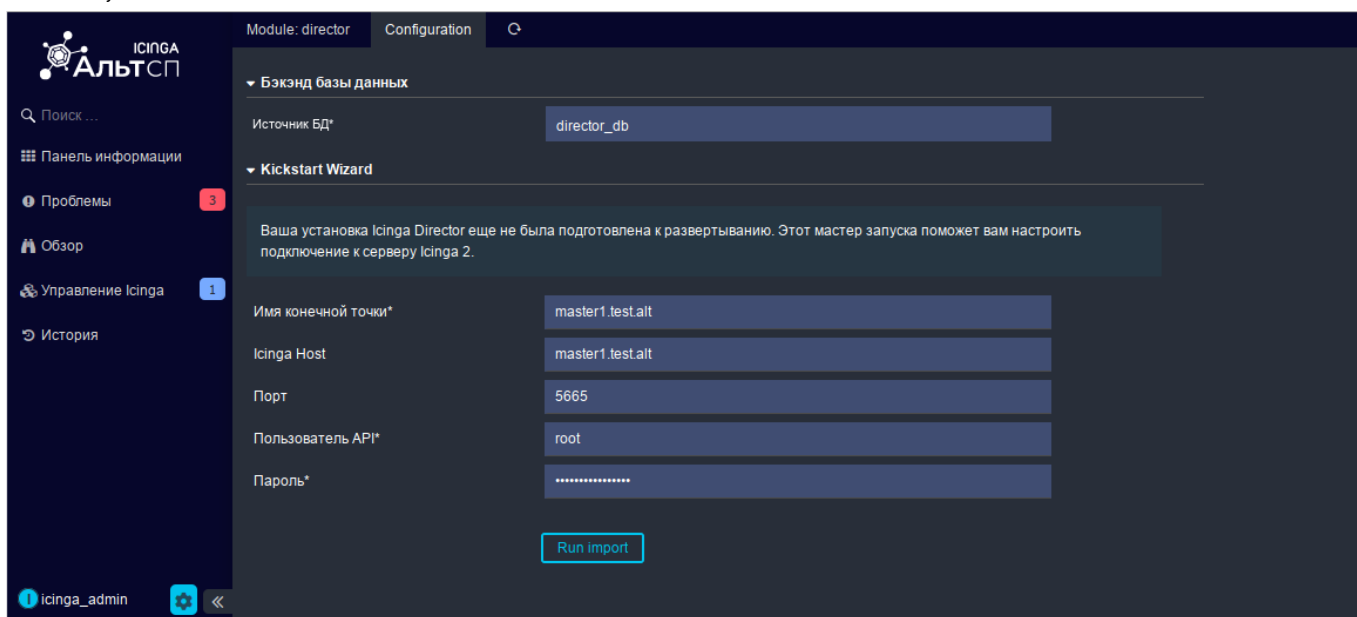 ICINGA
АльтСП
Поиск ...
Панель информации
Проблемы 3
Обзор
Управление Icinga 1
История
icinga_admin
Module: director Configuration
Бэкэнд базы данных
Источник БД* director_db
Kickstart Wizard
Ваша установка Icinga Director еще не была подготовлена к развертыванию. Этот мастер запуска поможет вам настроить
подключение к серверу Icinga 2.
Имя конечной точки* master1.test.alt
Icinga Host master1.test.alt
Порт 5665
Пользователь API* root
Пароль* ••••••••••••••••
Run import